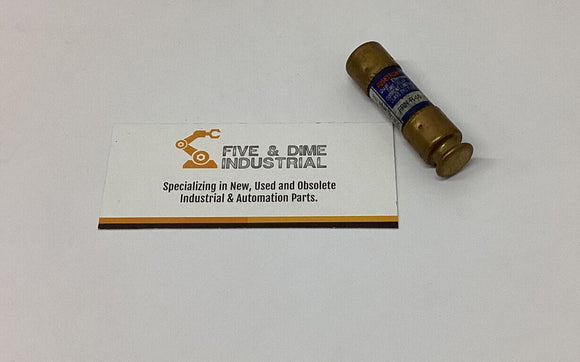 FIVE & DIME
INDUSTRIAL
Specializing in New, Used and Obsolete
Industrial & Automation Parts.